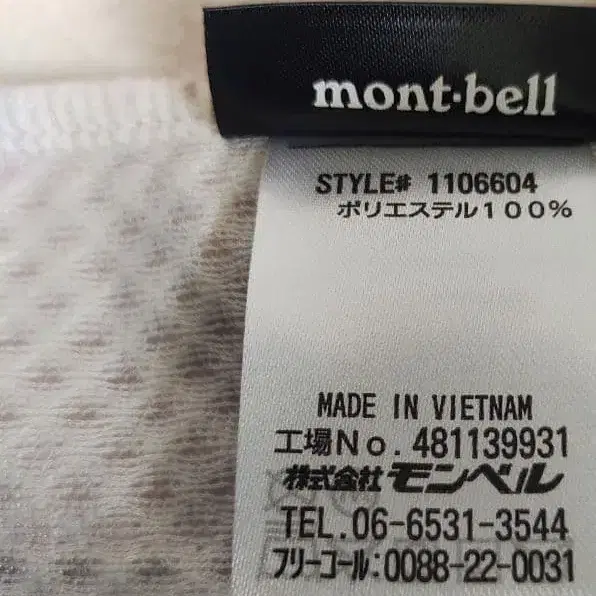 mont·bell
STYLE# 1106604
ポリエステル100%
MADE IN VIETNAM
工場No. 481139931
株式会社モンベル
TEL.06-6531-3544
フリーコール:0088-22-0031